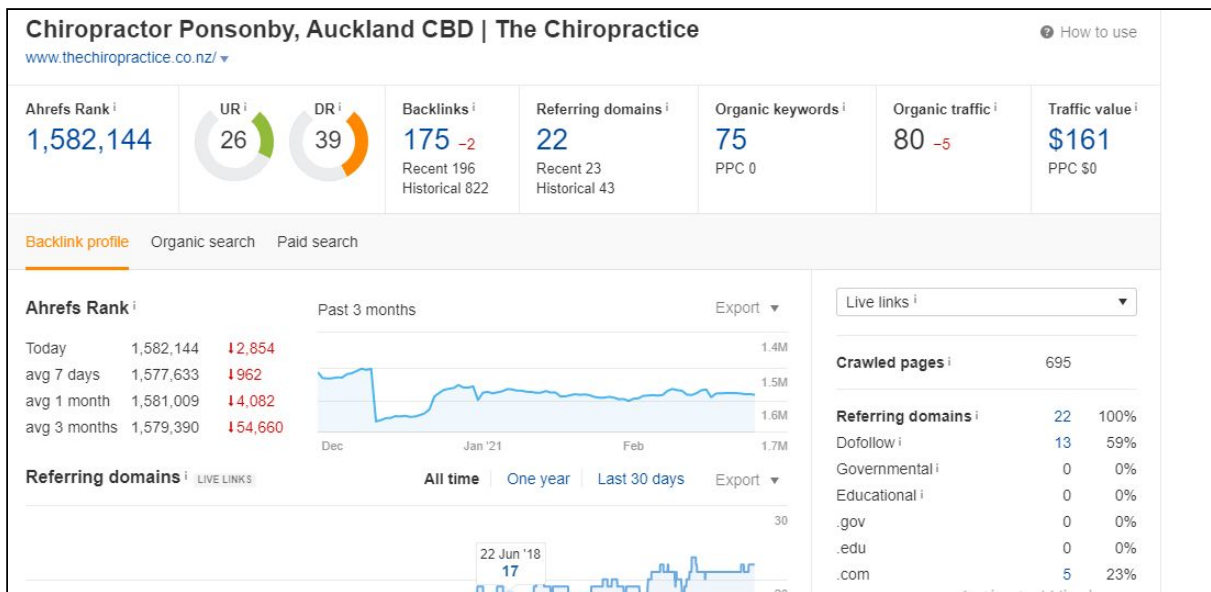 Chiropractor Ponsonby, Auckland CBD | The Chiropractice
How to use
www.thechiropractice.co.nz/
Ahrefs Rank i
1,582,144
UR i
26
DR i
39
Backlinks i
175 –2
Recent 196
Historical 822
Referring domains i
22
Recent 23
Historical 43
Organic keywords i
75
PPC 0
Organic traffic i
80 –5
Traffic value i
$161
PPC $0
Backlink profile Organic search Paid search
Ahrefs Rank i
Today 1,582,144 ↓2,854
avg 7 days 1,577,633 ↓962
avg 1 month 1,581,009 ↓4,082
avg 3 months 1,579,390 ↓54,660
Past 3 months Export
1.4M
1.5M
1.6M
1.7M
Dec Jan '21 Feb
Referring domains i LIVE LINKS All time One year Last 30 days Export
30
22 Jun '18
17
Live links i
Crawled pages i 695
Referring domains i 22 100%
Dofollow i 13 59%
Governmental i 0 0%
Educational i 0 0%
.gov 0 0%
.edu 0 0%
.com 5 23%